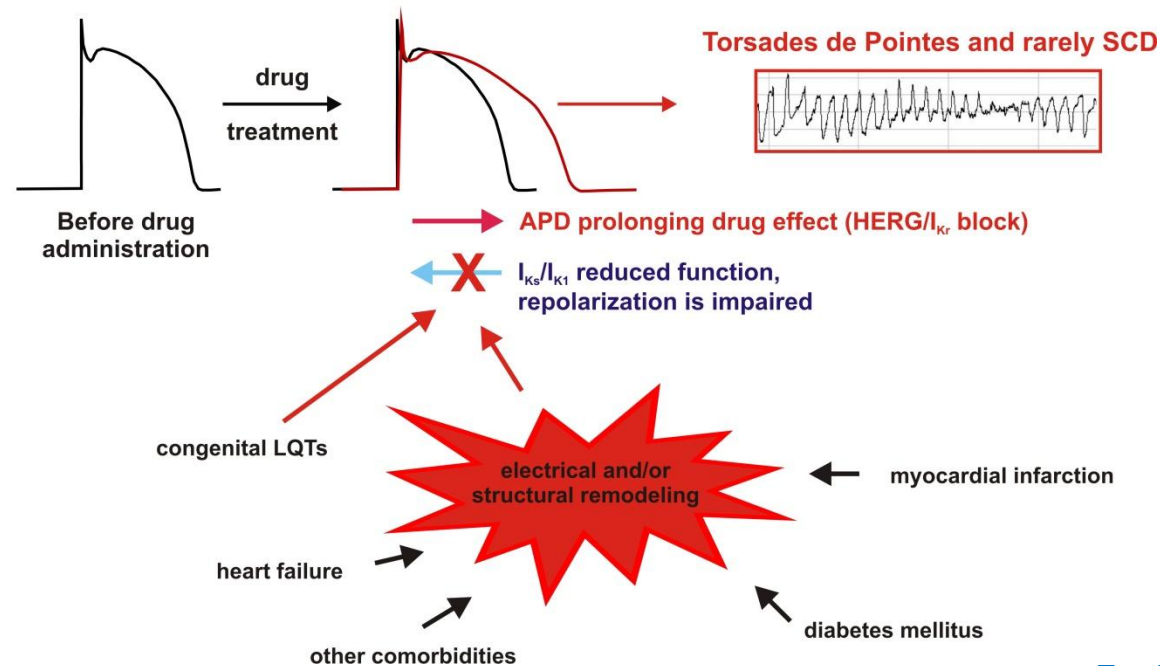 Torsades de Pointes and rarely SCD
drug
treatment
Before drug
administration
APD prolonging drug effect (HERG/IKr block)
X
IKs/IK1 reduced function,
repolarization is impaired
congenital LQTs
electrical and/or
structural remodeling
myocardial infarction
heart failure
diabetes mellitus
other comorbidities